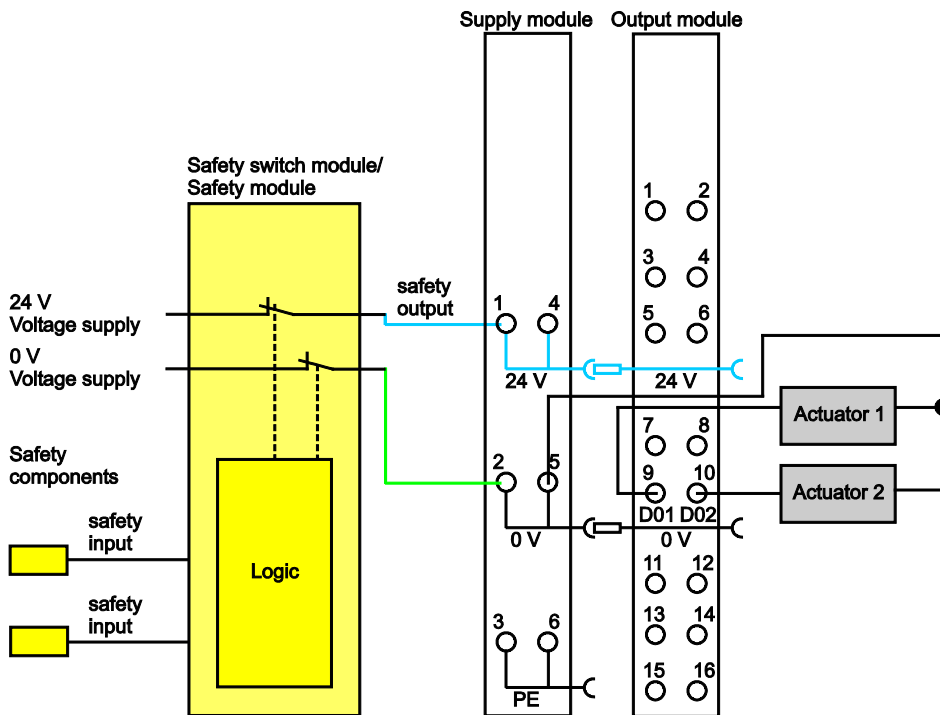 Supply module
Output module
Safety switch module/
Safety module
1 2
3 4
5 6
24 V
Voltage supply
safety
output
1 4
0 V
Voltage supply
24 V
24 V
Actuator 1
7 8
Safety
components
2 5
9 10
Actuator 2
D01 D02
0 V
0 V
safety
input
Logic
11 12
safety
input
3 6
13 14
15 16
PE